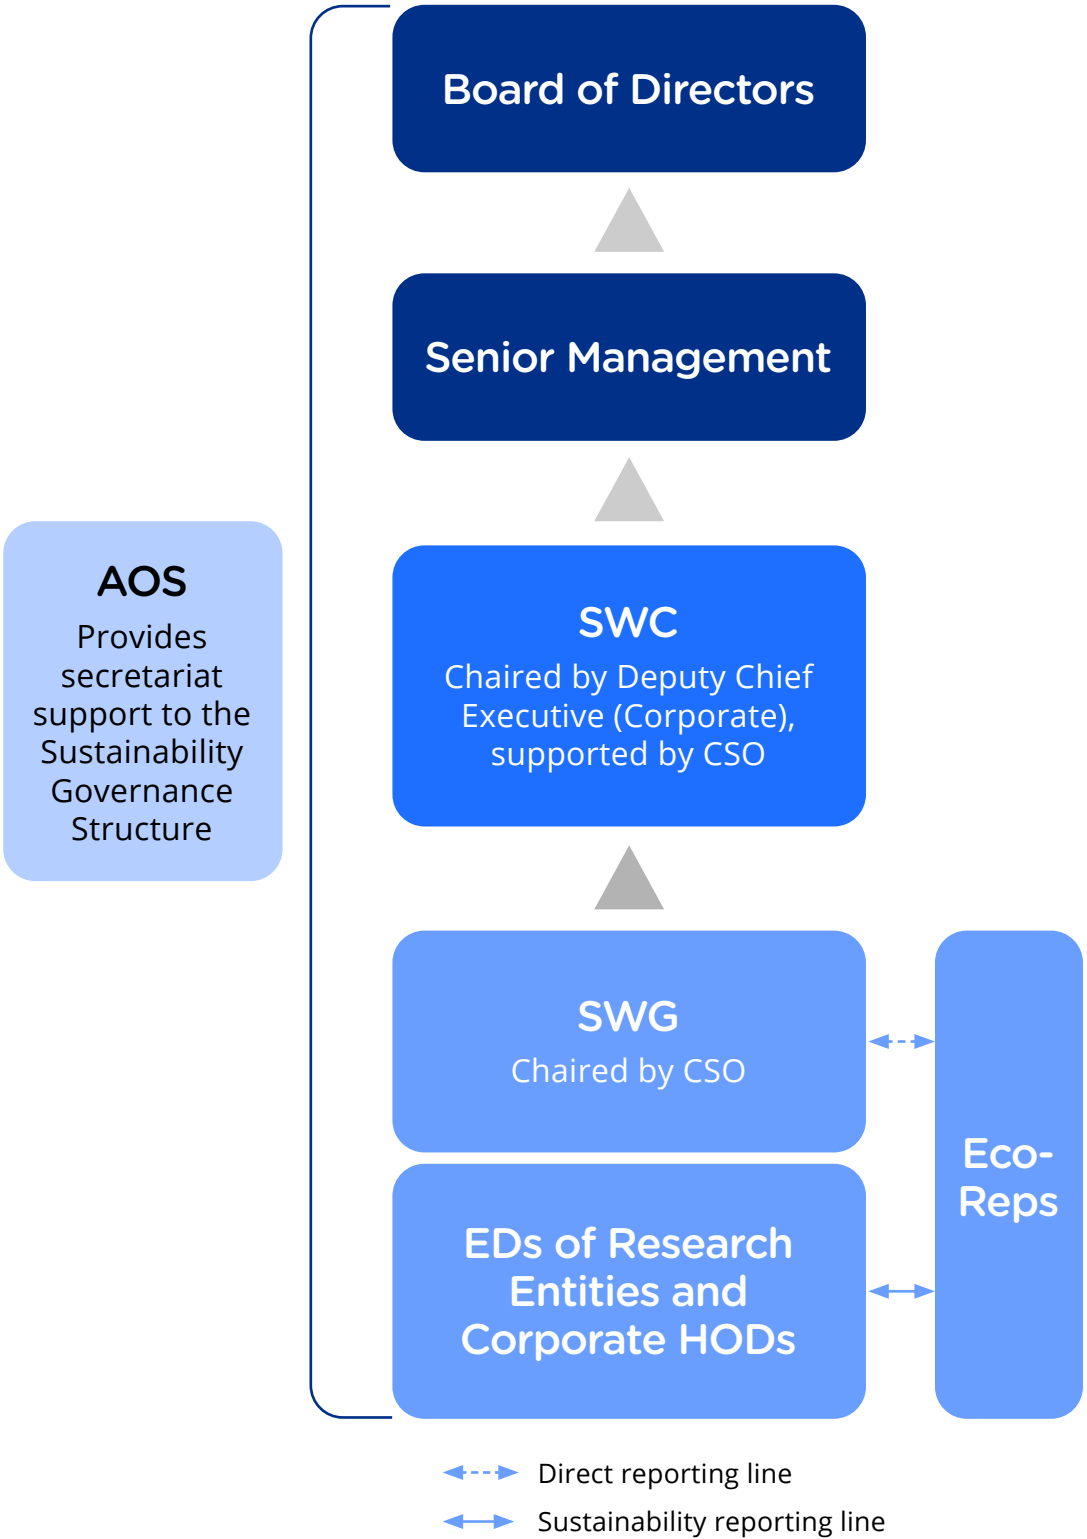 Board of Directors
Senior Management
AOS
Provides
secretariat
support to the
Sustainability
Governance
Structure
SWC
Chaired by Deputy Chief
Executive (Corporate),
supported by CSO
SWG
Chaired by CSO
Eco-
Reps
EDs of Research
Entities and
Corporate HODs
Direct reporting line
Sustainability reporting line